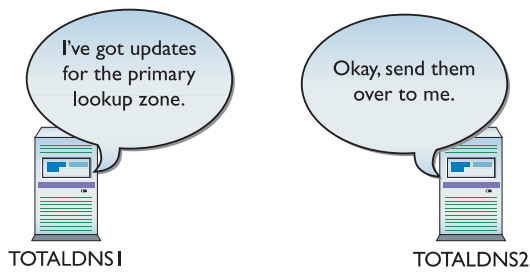 I've got updates
for the primary
lookup zone.
Okay, send them
over to me.
TOTALDNS1
TOTALDNS2